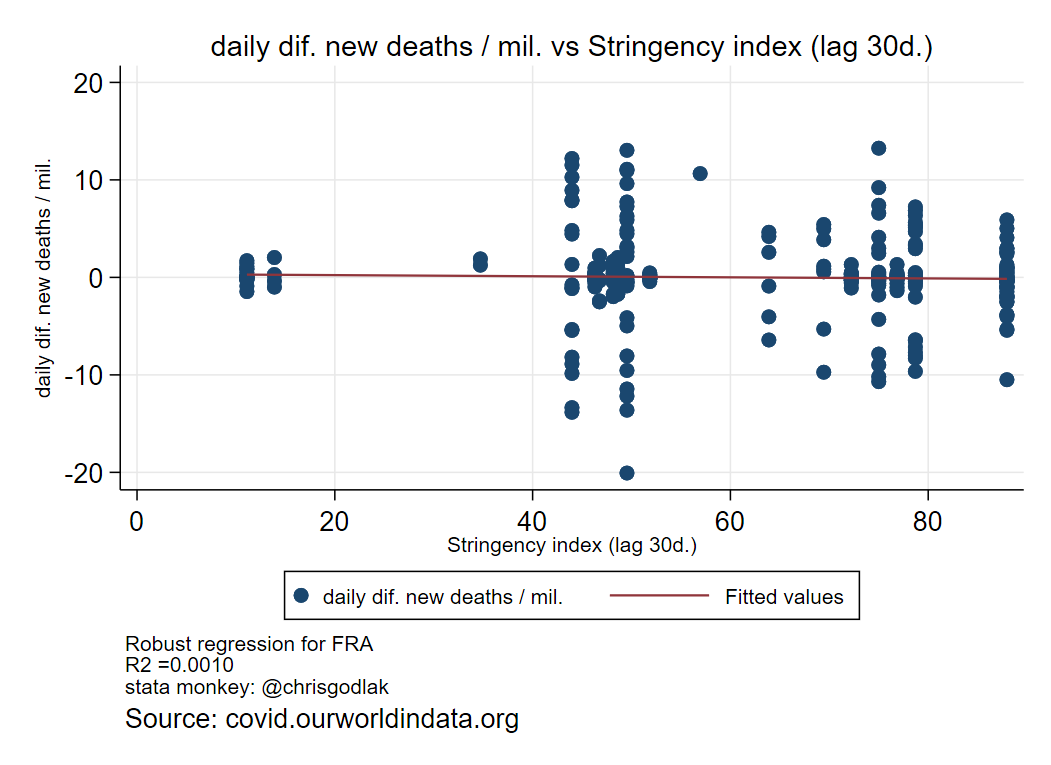 daily dif. new deaths / mil. vs Stringency index (lag 30d.)
daily dif. new deaths / mil.
20
10
0
-10
-20
0 20 40 60 80
Stringency index (lag 30d.)
daily dif. new deaths / mil. Fitted values
Robust regression for FRA
R2 =0.0010
stata monkey: @chrisgodlak
Source: covid.ourworldindata.org